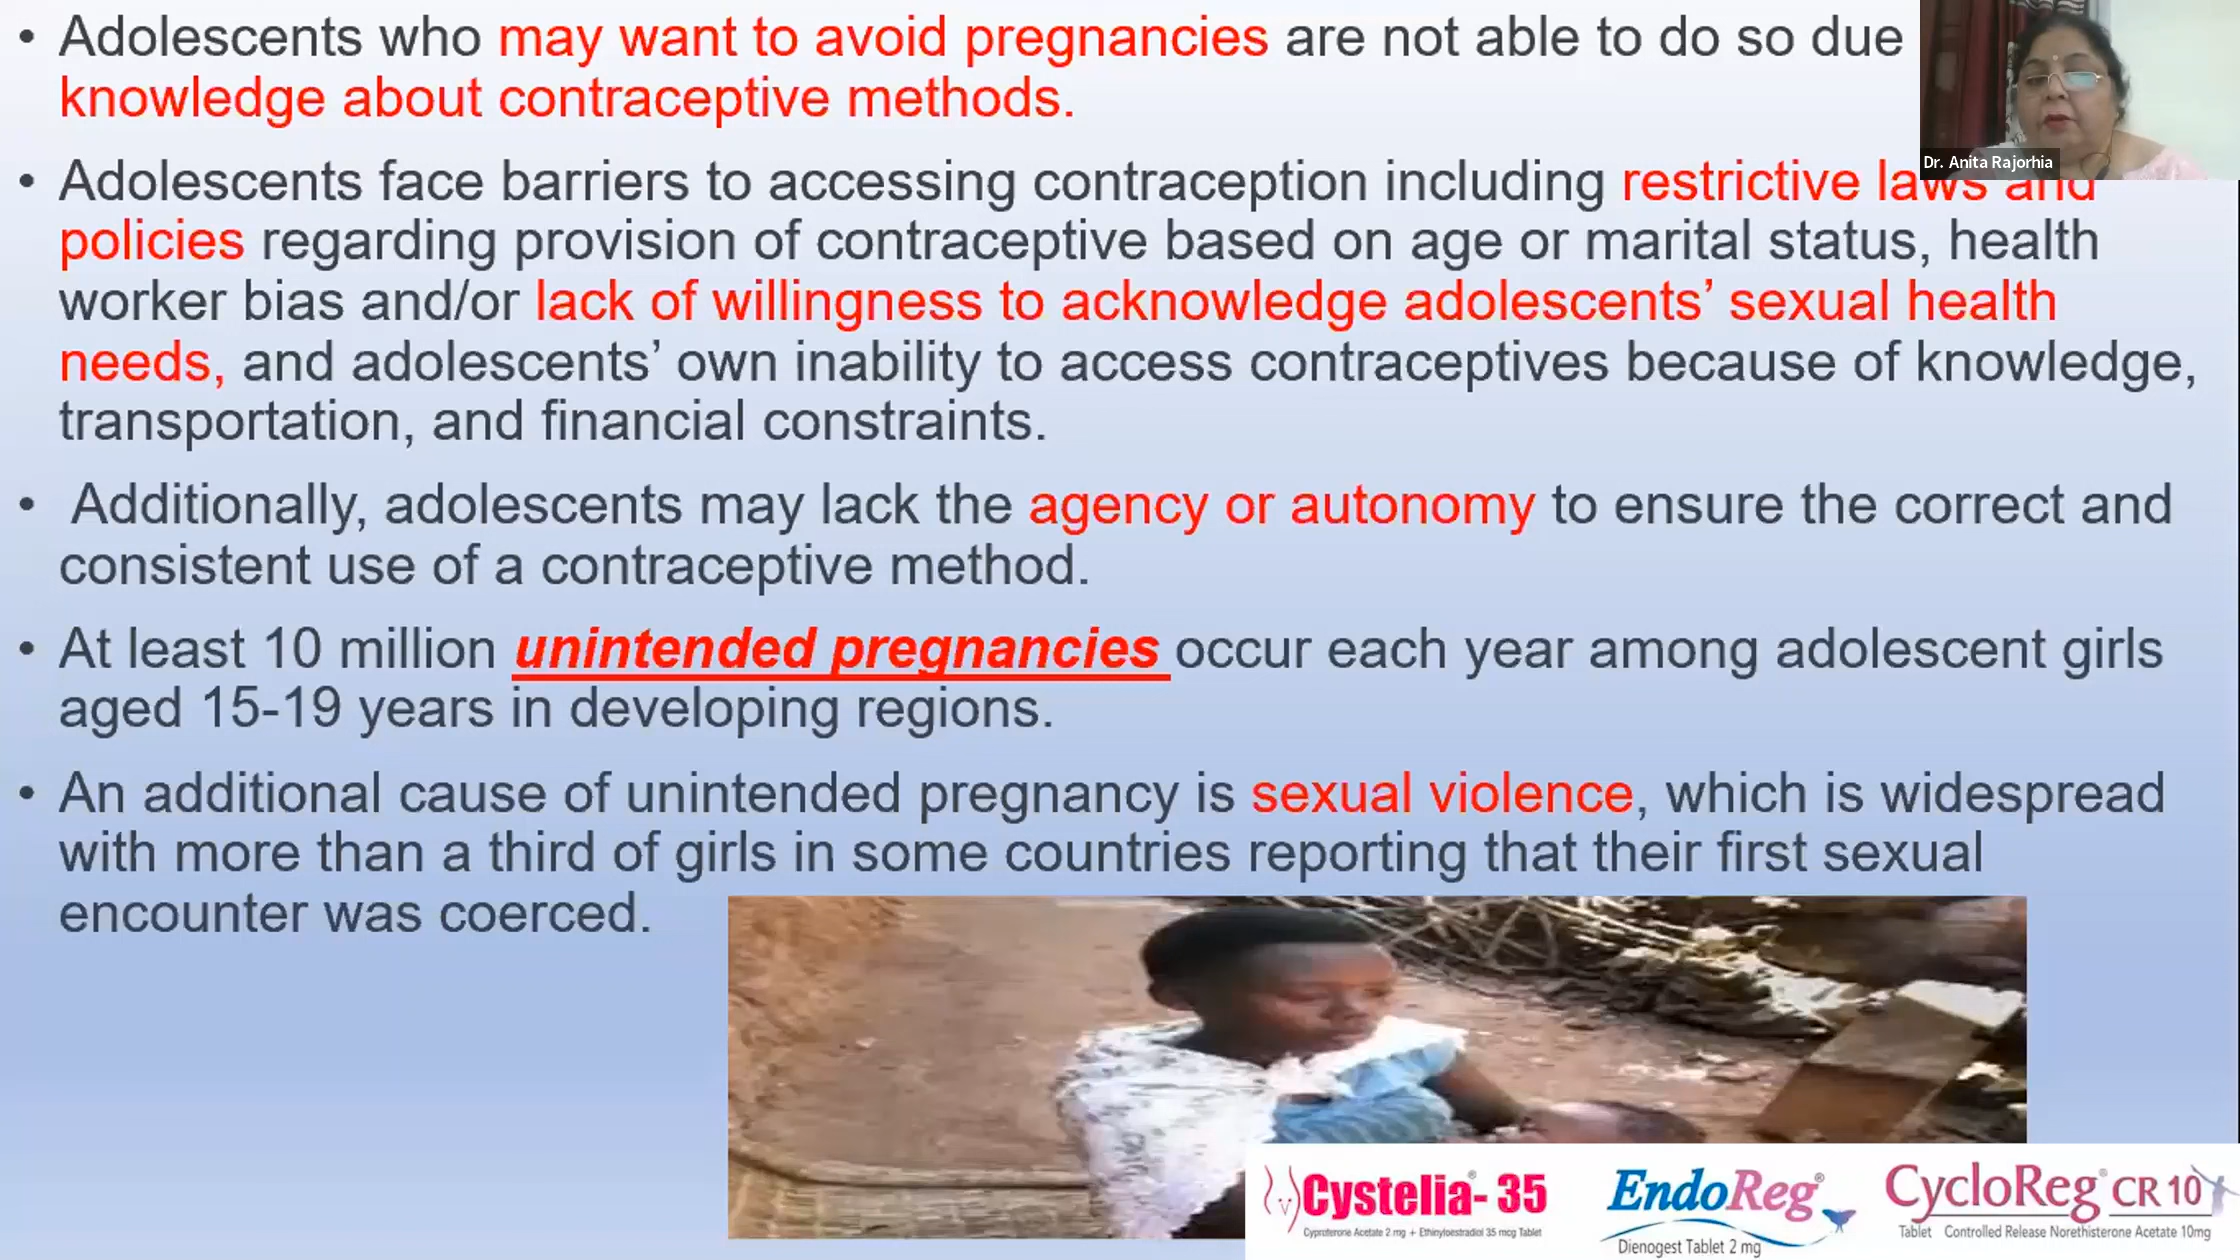 • Adolescents who may want to avoid pregnancies are not able to do so due
knowledge about contraceptive methods.
• Adolescents face barriers to accessing contraception including restrictive laws and
policies regarding provision of contraceptive based on age or marital status, health
worker bias and/or lack of willingness to acknowledge adolescents’ sexual health
needs, and adolescents’ own inability to access contraceptives because of knowledge,
transportation, and financial constraints.
• Additionally, adolescents may lack the agency or autonomy to ensure the correct and
consistent use of a contraceptive method.
• At least 10 million unintended pregnancies occur each year among adolescent girls
aged 15-19 years in developing regions.
• An additional cause of unintended pregnancy is sexual violence, which is widespread
with more than a third of girls in some countries reporting that their first sexual
encounter was coerced.
Dr. Anita Rajorhia
Cystelia®- 35
Cyproterone Acetate 2 mg + Ethinyloestradiol 35 mcg Tablet
EndoReg®
Dienogest Tablet 2 mg
CycloReg® CR 10
Tablet Controlled Release Norethisterone Acetate 10mg